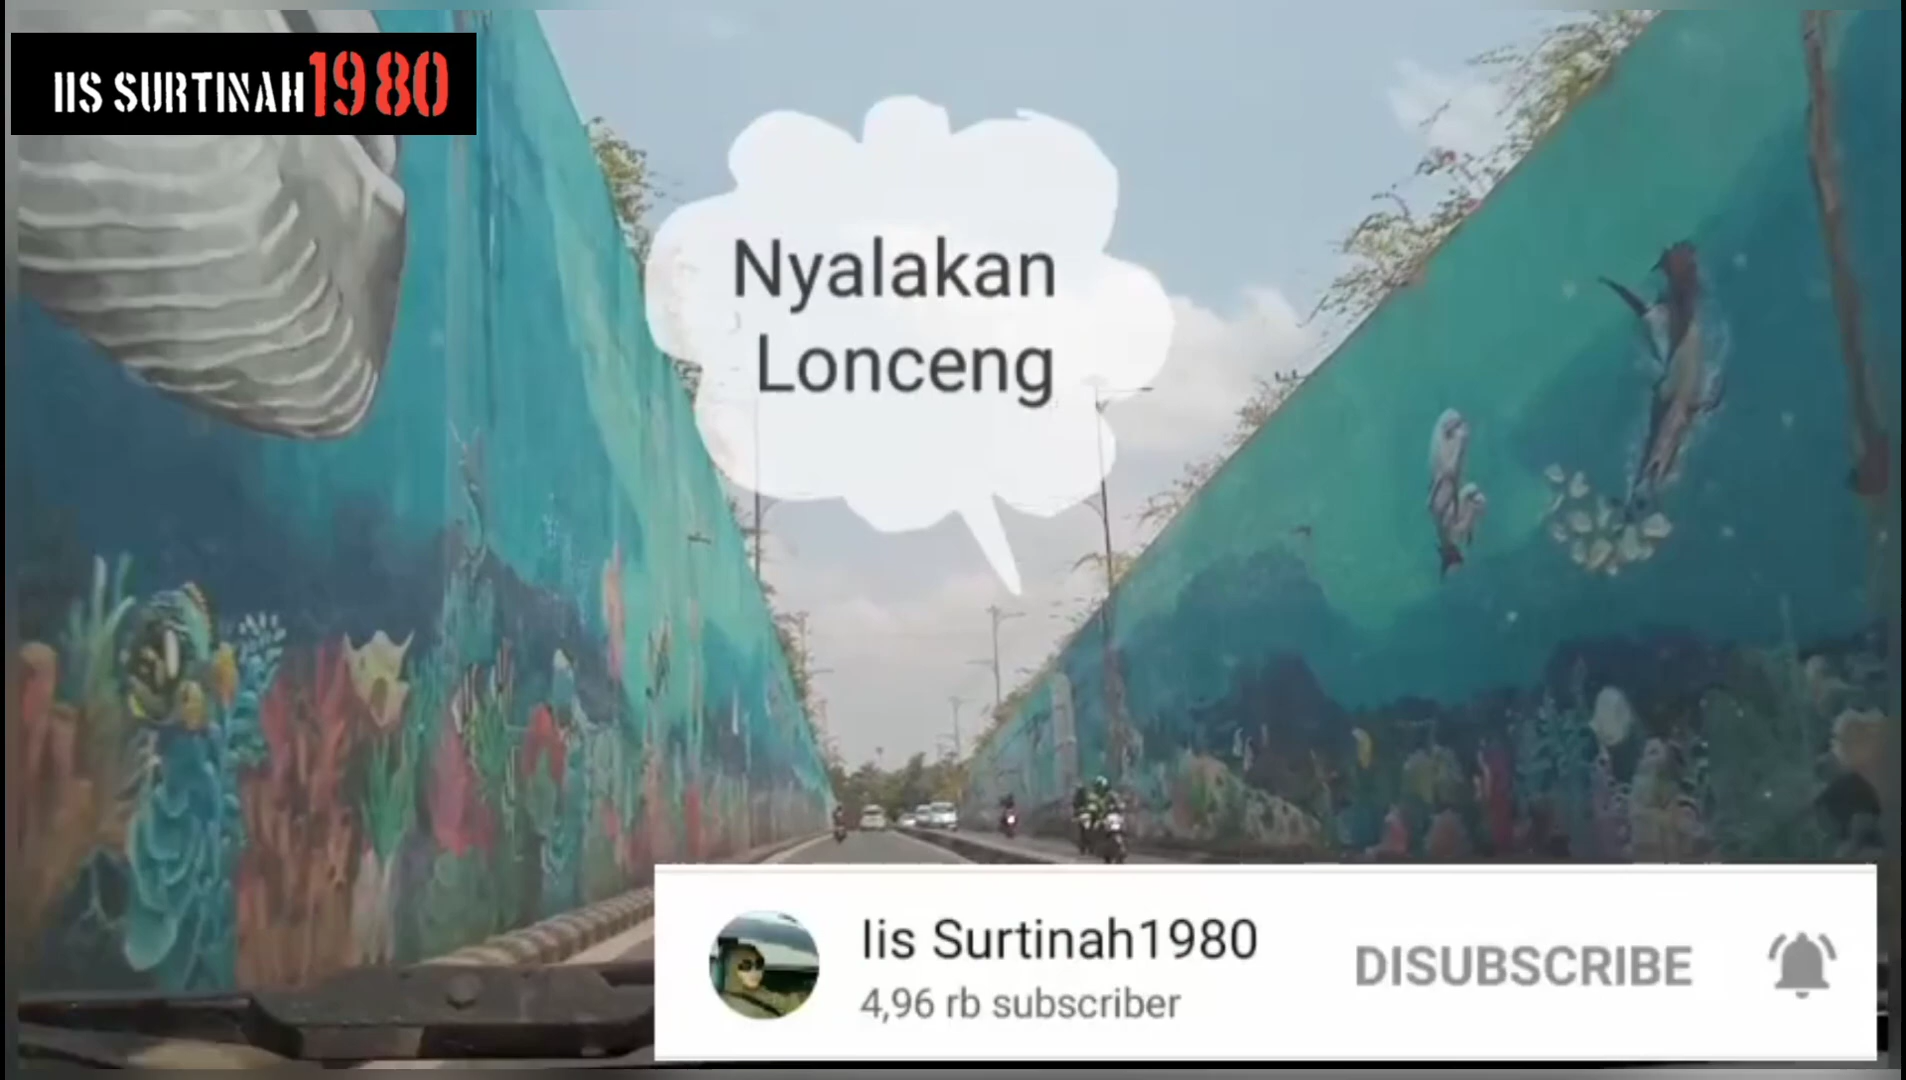 IIS SURTINAH1980
Nyalakan
Lonceng
Iis Surtinah1980
4,96 rb subscriber
DISUBSCRIBE